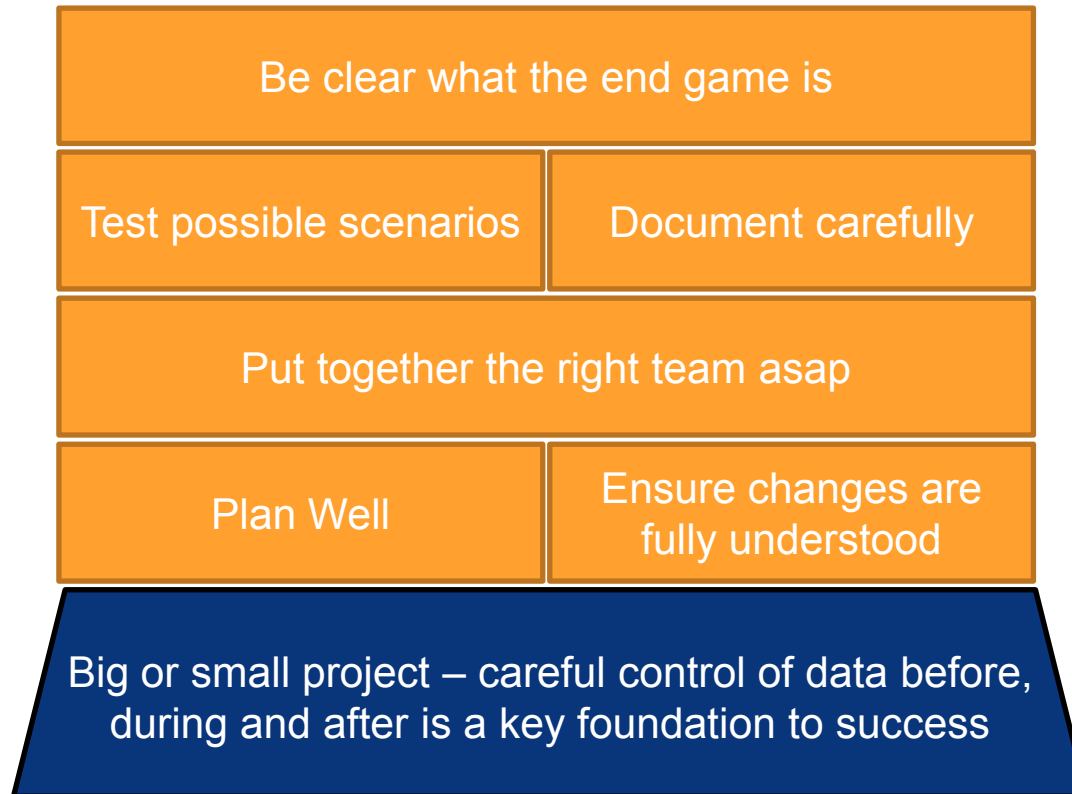 Be clear what the end game is
Test possible scenarios
Document carefully
Put together the right team asap
Plan Well
Ensure changes are
fully understood
Big or small project – careful control of data before,
during and after is a key foundation to success